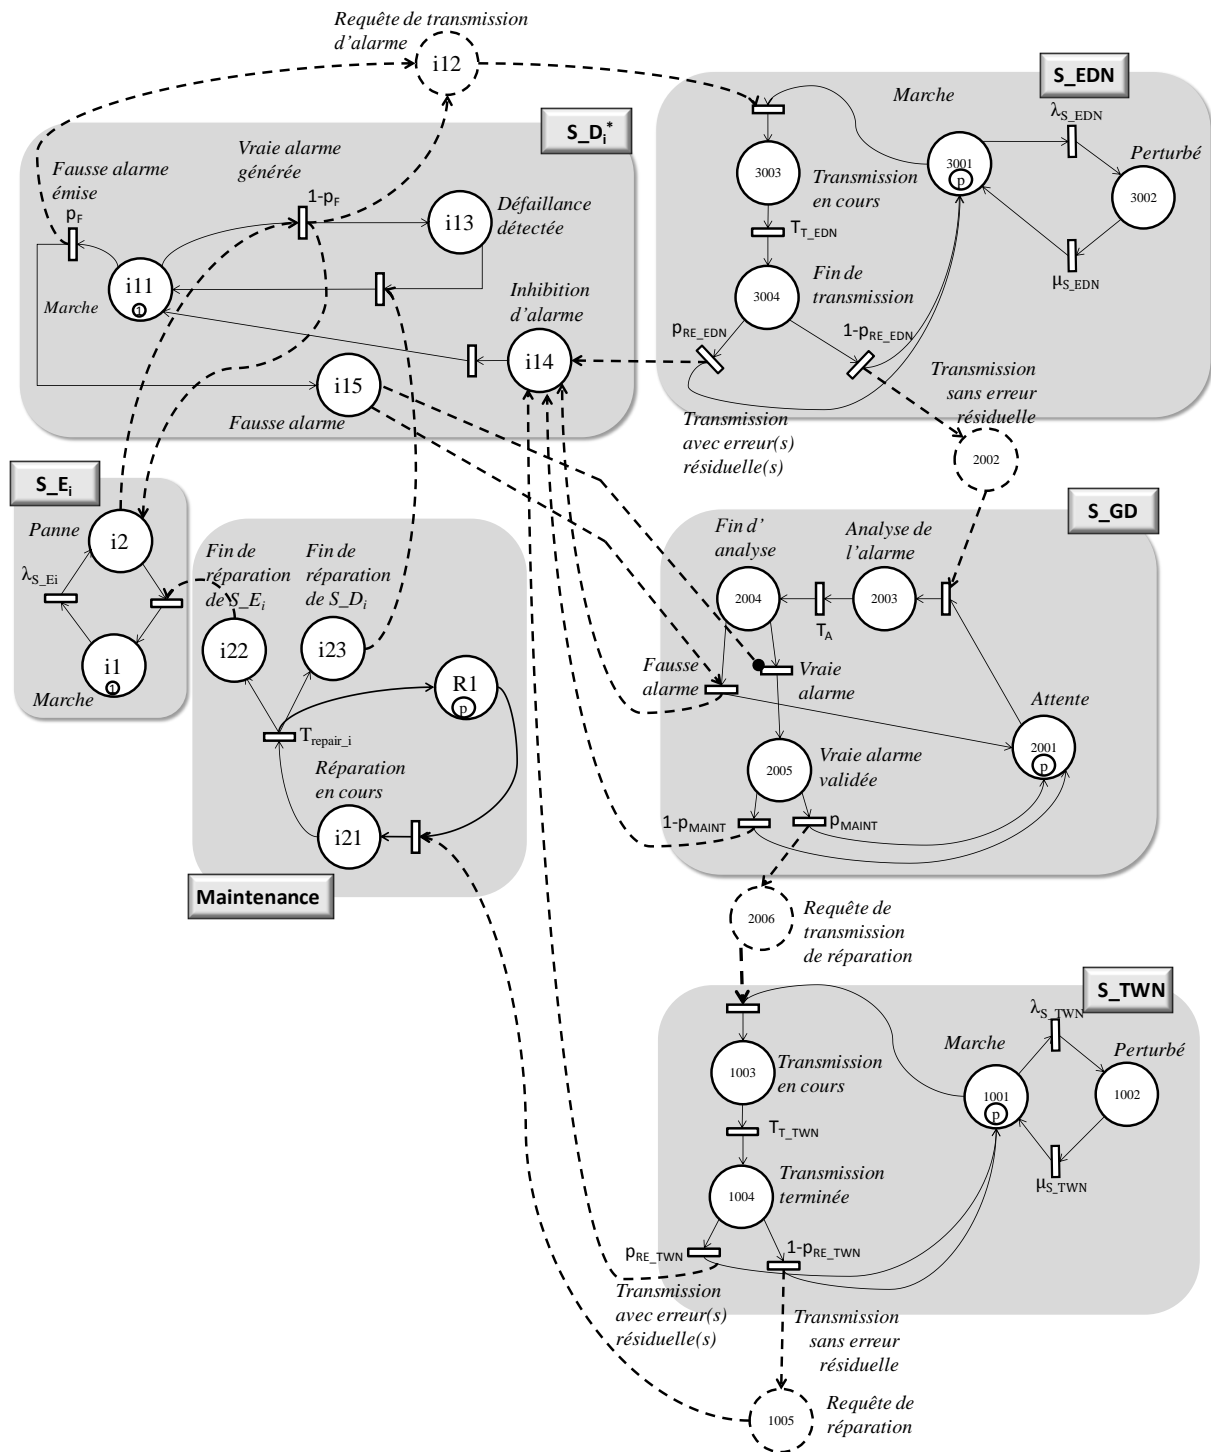 Requête de transmission
d'alarme
i12
S_EDN
Marche
λS_EDN
Perturbé
3001
p
3002
3003
Transmission
en cours
TT_EDN
µS_EDN
Fin de
transmission
3004
pRE_EDN
1-pRE_EDN
Transmission
sans erreur
résiduelle
Transmission
avec erreur(s)
résiduelle(s)
2002
S_Di*
Vraie alarme
générée
Fausse alarme
émise
pF
1-pF
i13
Défaillance
détectée
i11
1
Marche
Inhibition
d'alarme
i14
i15
Fausse alarme
S_Ei
Panne
i2
λS_Ei
i1
1
Marche
Fin de
réparation
de S_Ei
Fin de
réparation
de S_Di
i22
i23
R1
p
Trepair_i
Réparation
en cours
i21
Maintenance
S_GD
Fin d'
analyse
Analyse de
l'alarme
2004
2003
TA
Fausse
alarme
Vraie
alarme
Attente
2001
p
2005
Vraie alarme
validée
1-pMAINT
pMAINT
2006
Requête de
transmission
de réparation
S_TWN
λS_TWN
Marche
Perturbé
1003
Transmission
en cours
1001
p
1002
TT_TWN
µS_TWN
1004
Transmission
terminée
pRE_TWN
1-pRE_TWN
Transmission
avec erreur(s)
résiduelle(s)
Transmission
sans erreur
résiduelle
1005
Requête de
réparation